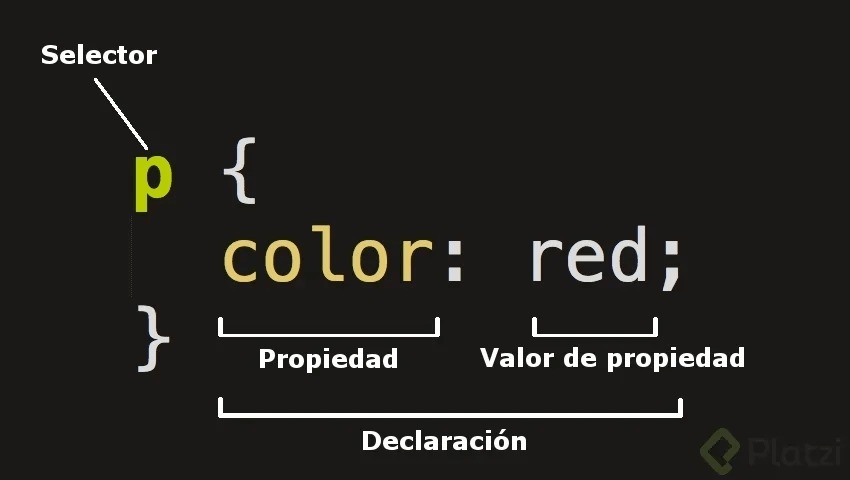 Selector
p {
color: red;
}
Propiedad
Valor de propiedad
Declaración
Platzi